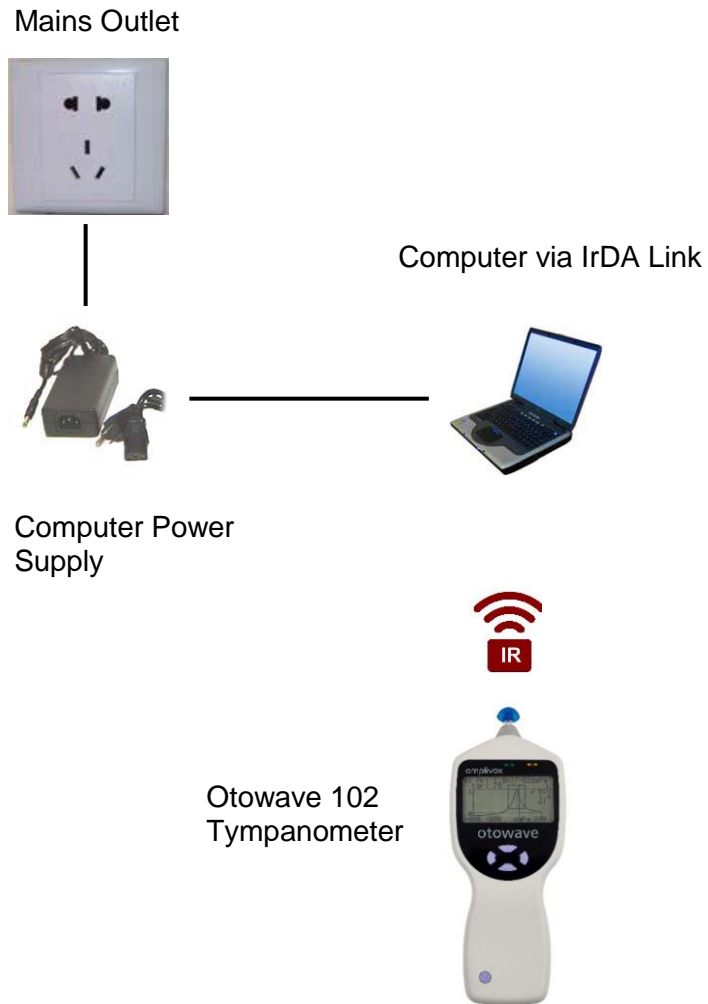 Mains Outlet
Computer via IrDA Link
Computer Power
Supply
IR
amplivox
Otowave 102
Tympanometer
otowave